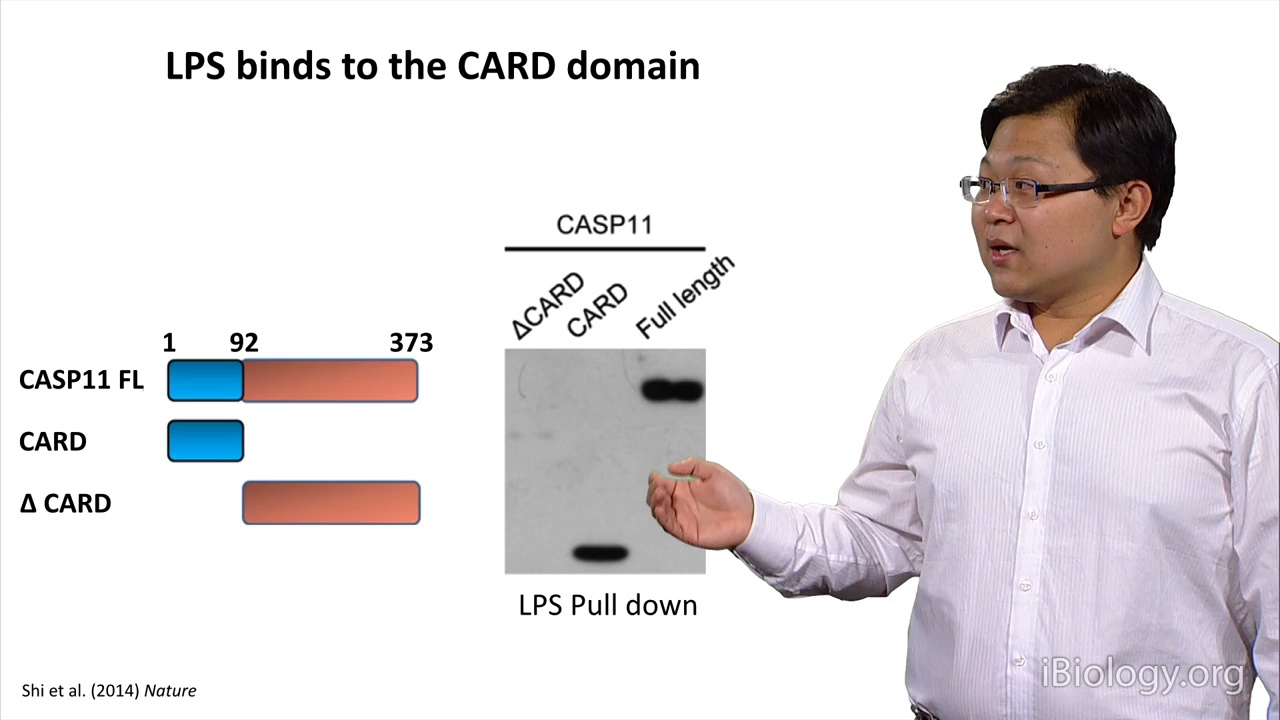 LPS binds to the CARD domain
CASP11
ΔCARD
CARD
Full length
1 92 373
CASP11 FL
CARD
Δ CARD
LPS Pull down
Shi et al. (2014) Nature
iBiology.org